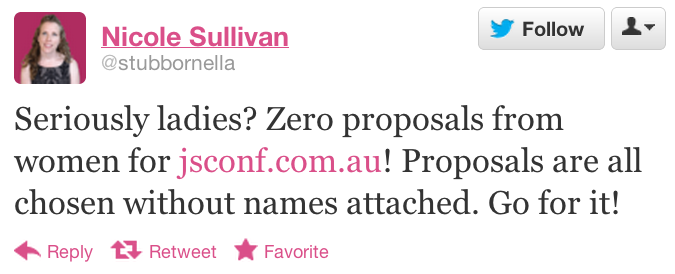 Nicole Sullivan
@stubbornella
Follow
Seriously ladies? Zero proposals from
women for jsconf.com.au! Proposals are all
chosen without names attached. Go for it!
Reply Retweet Favorite